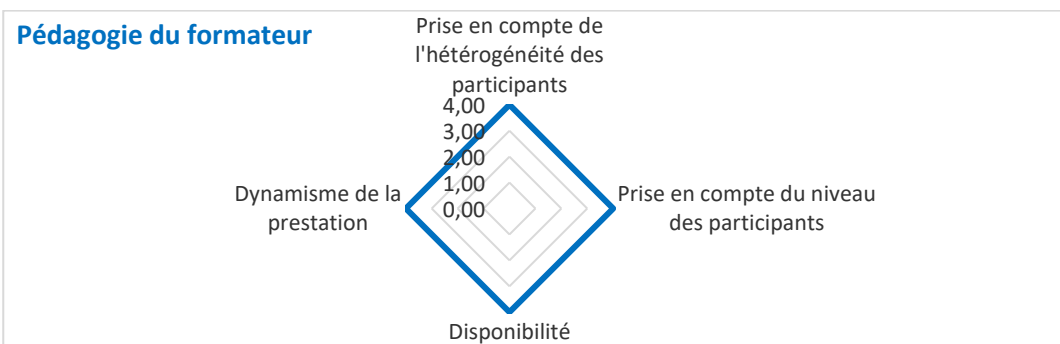 Pédagogie du formateur
Prise en compte de
l'hétérogénéité des
participants
4,00
3,00
2,00
1,00
0,00
Dynamisme de la
prestation
Prise en compte du niveau
des participants
Disponibilité